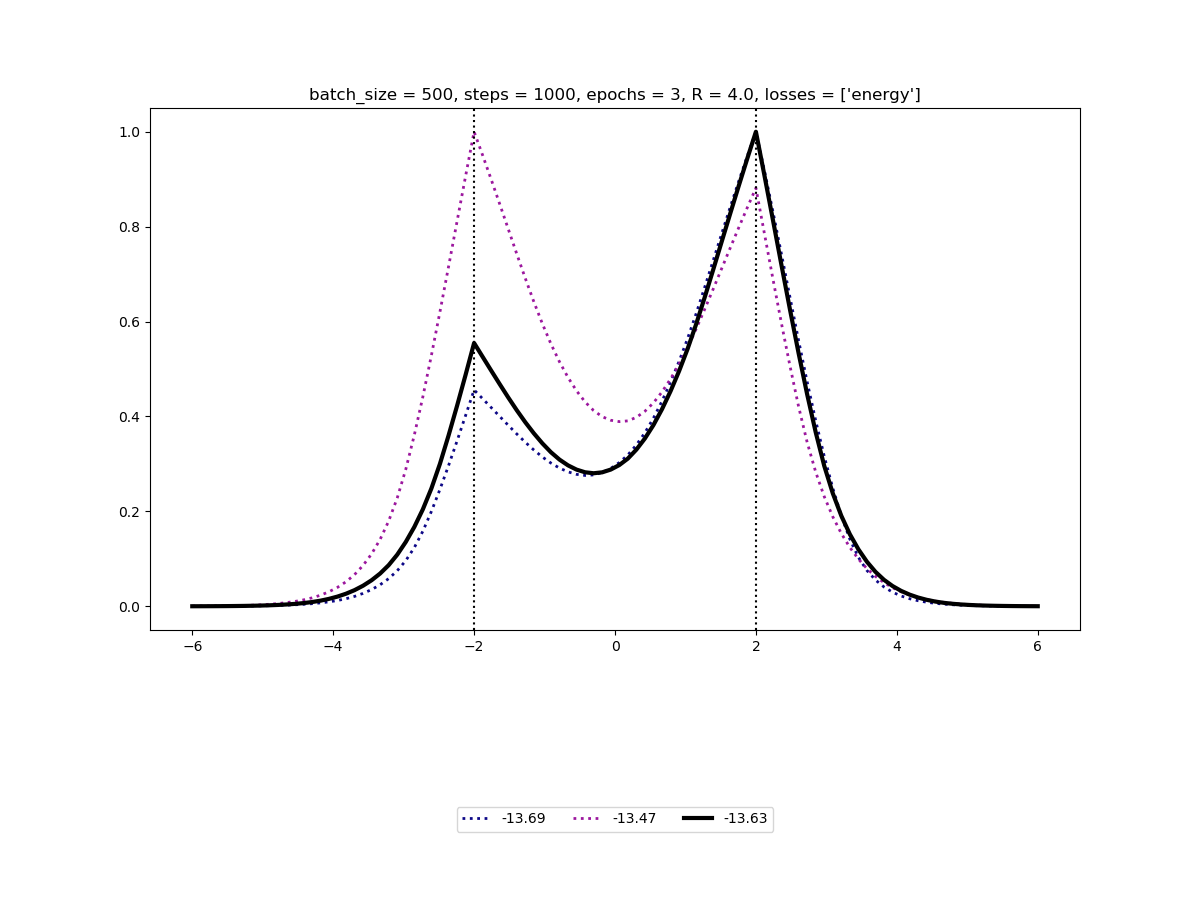 batch_size = 500, steps = 1000, epochs = 3, R = 4.0, losses = ['energy']
1.0
0.8
0.6
0.4
0.2
0.0
−6 −4 −2 0 2 4 6
-13.69 -13.47 -13.63